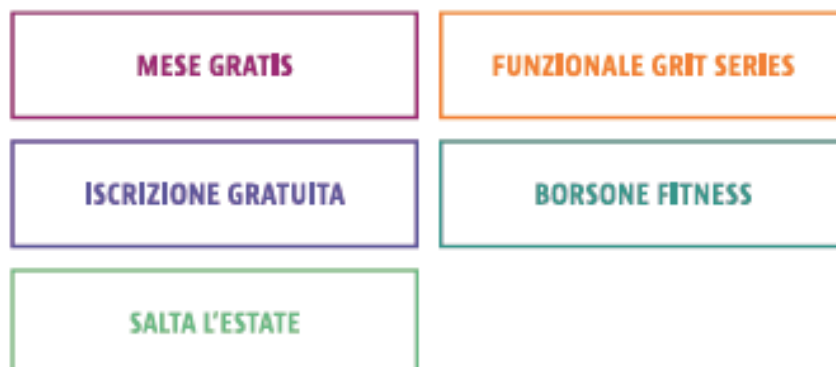 MESE GRATIS
FUNZIONALE GRIT SERIES
ISCRIZIONE GRATUITA
BORSONE FITNESS
SALTA L'ESTATE